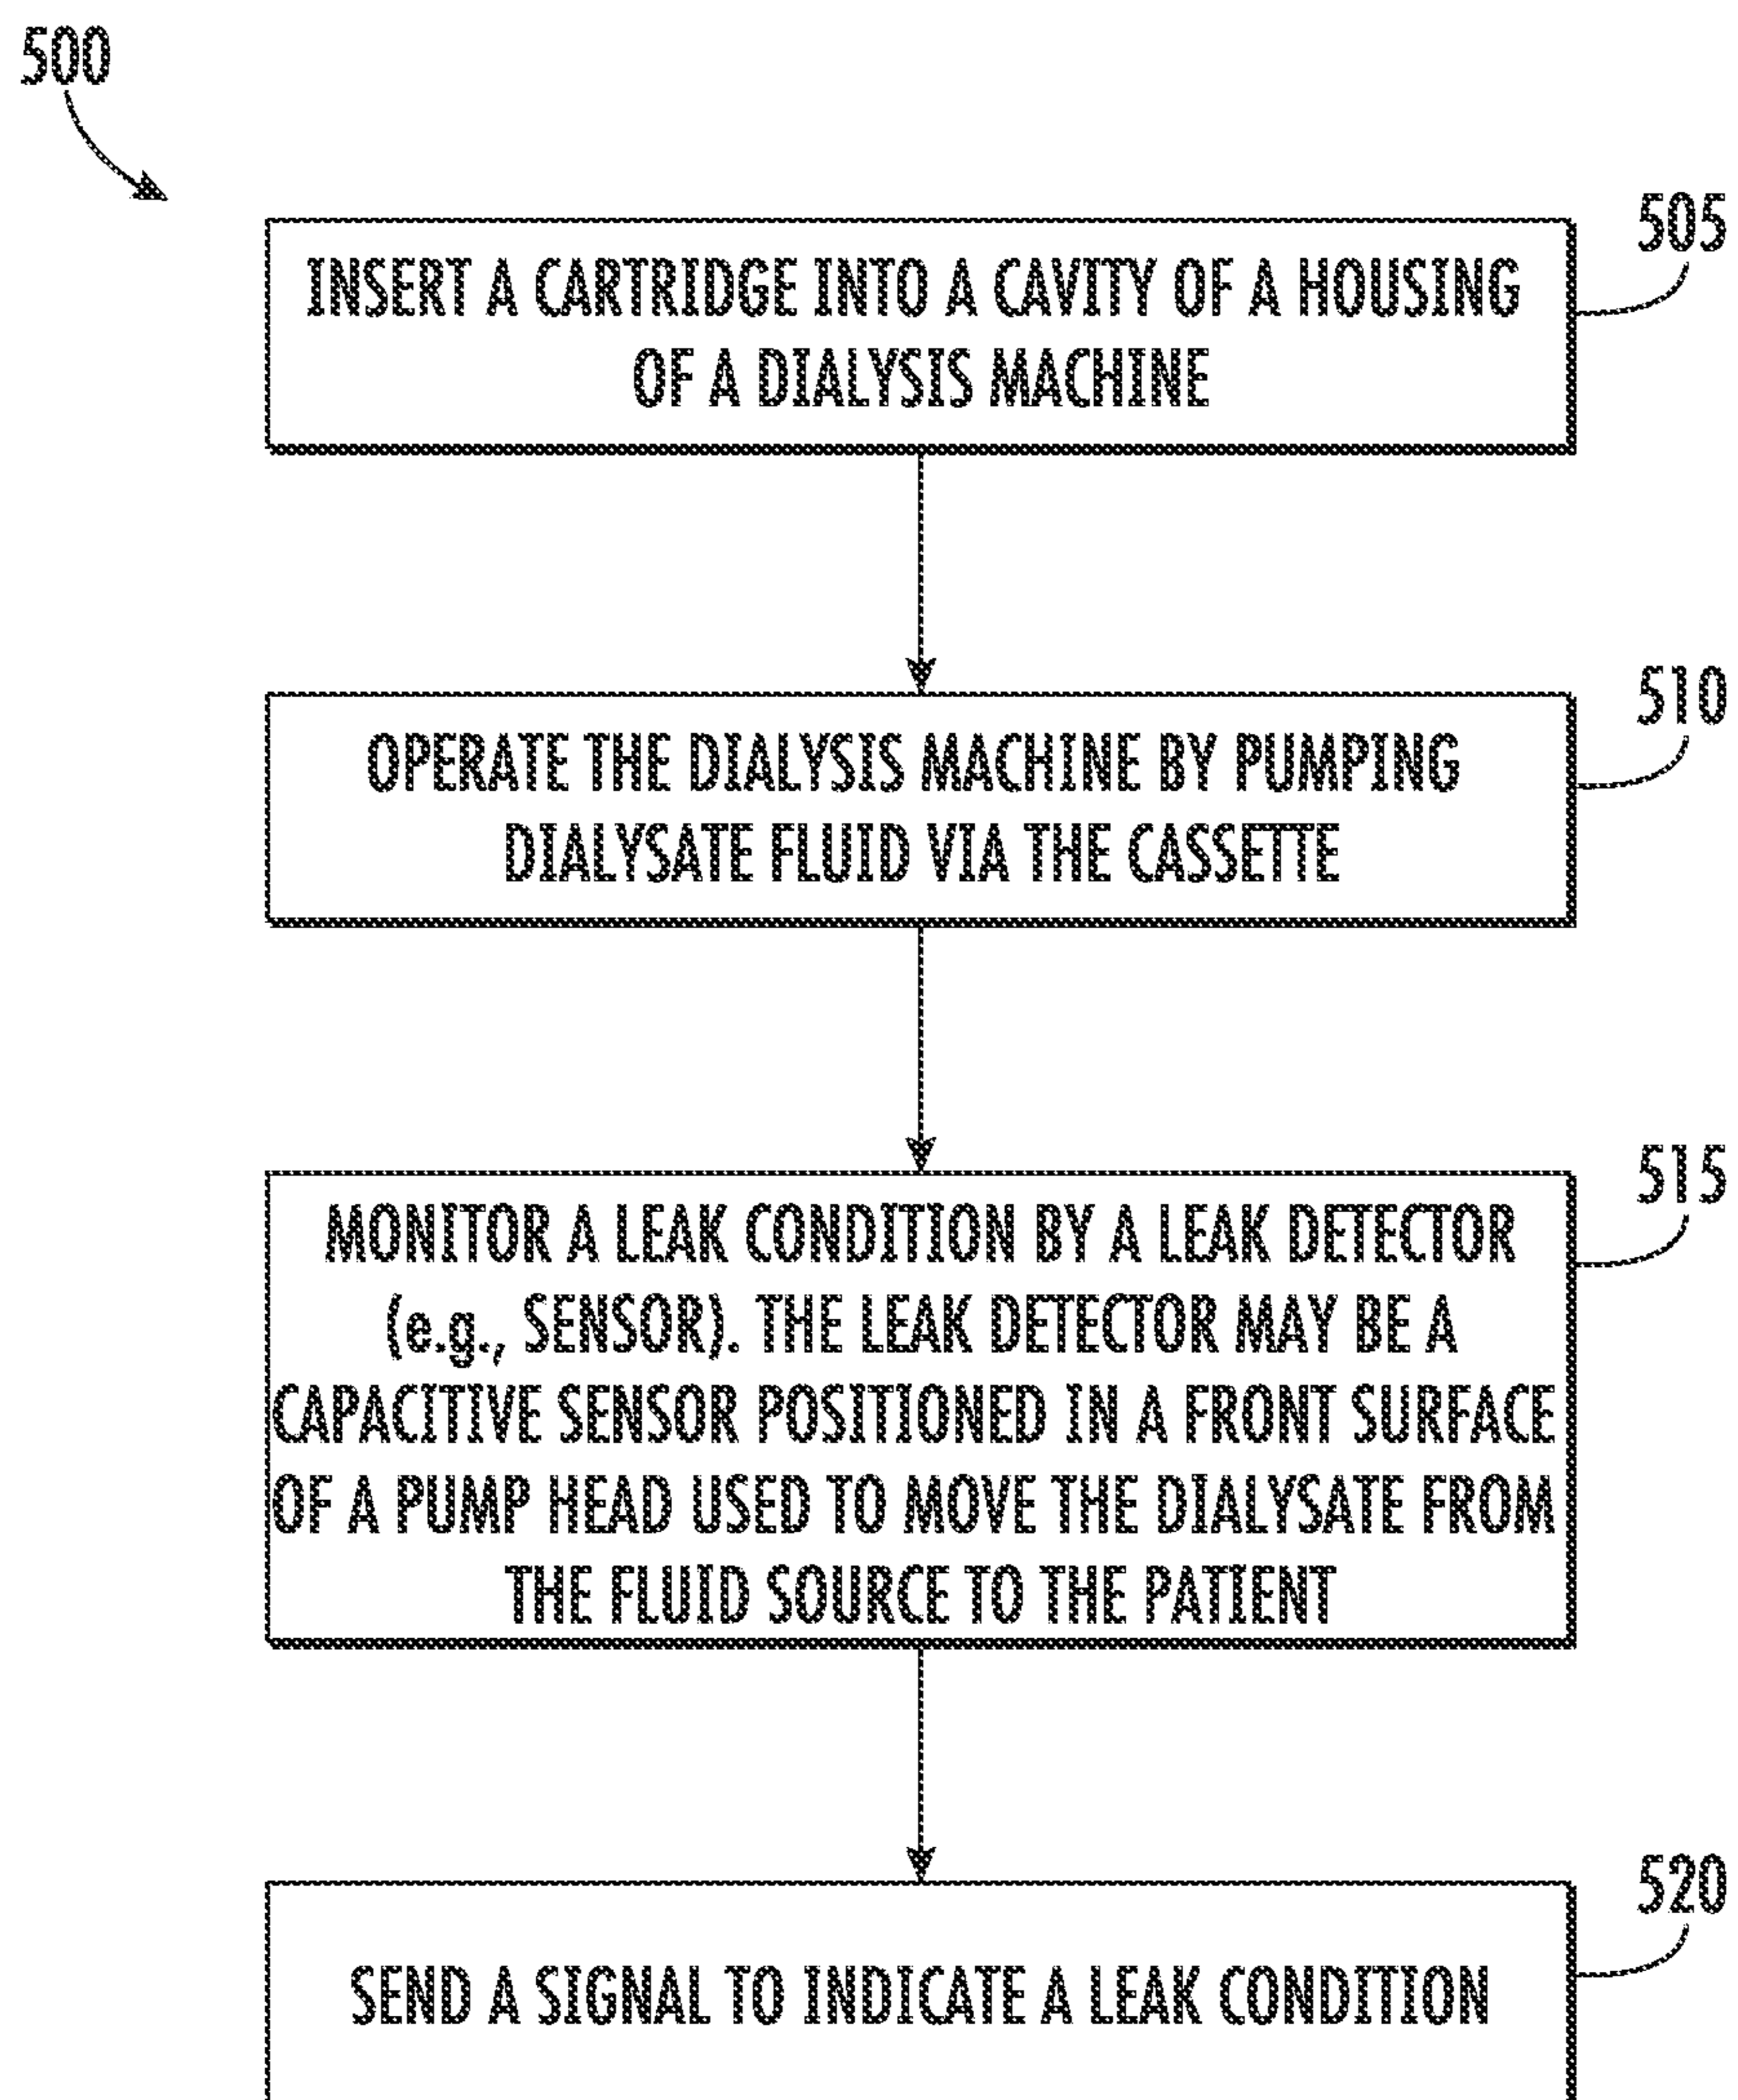 500
505
INSERT A CARTRIDGE INTO A CAVITY OF A HOUSING
OF A DIALYSIS MACHINE
510
OPERATE THE DIALYSIS MACHINE BY PUMPING
DIALYSATE FLUID VIA THE CASSETTE
515
MONITOR A LEAK CONDITION BY A LEAK DETECTOR
(e.g., SENSOR). THE LEAK DETECTOR MAY BE A
CAPACITIVE SENSOR POSITIONED IN A FRONT SURFACE
OF A PUMP HEAD USED TO MOVE THE DIALYSATE FROM
THE FLUID SOURCE TO THE PATIENT
520
SEND A SIGNAL TO INDICATE A LEAK CONDITION